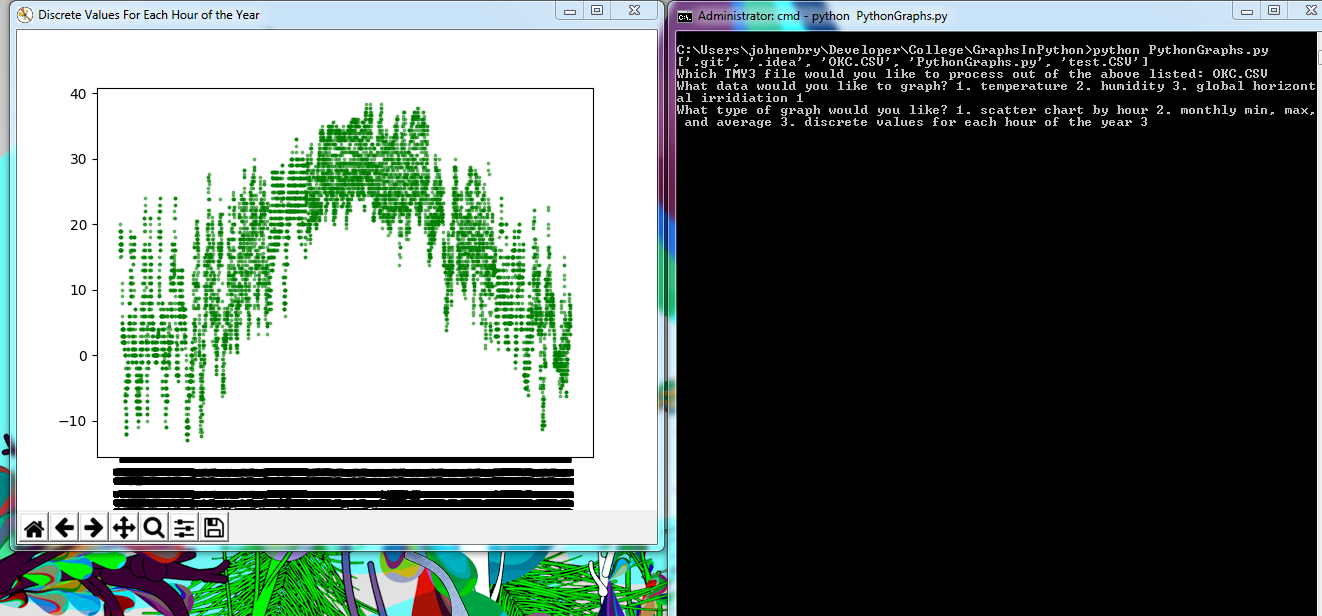 Discrete Values For Each Hour of the Year
40
30
20
10
0
−10
Administrator: cmd - python PythonGraphs.py
C:\Users\johnembry\Developer\College\GraphsInPython>python PythonGraphs.py
['.git', '.idea', 'OKC.CSV', 'PythonGraphs.py', 'test.CSV']
Which TMY3 file would you like to process out of the above listed: OKC.CSV
What data would you like to graph? 1. temperature 2. humidity 3. global horizont
al irridiation 1
What type of graph would you like? 1. scatter chart by hour 2. monthly min, max,
and average 3. discrete values for each hour of the year 3